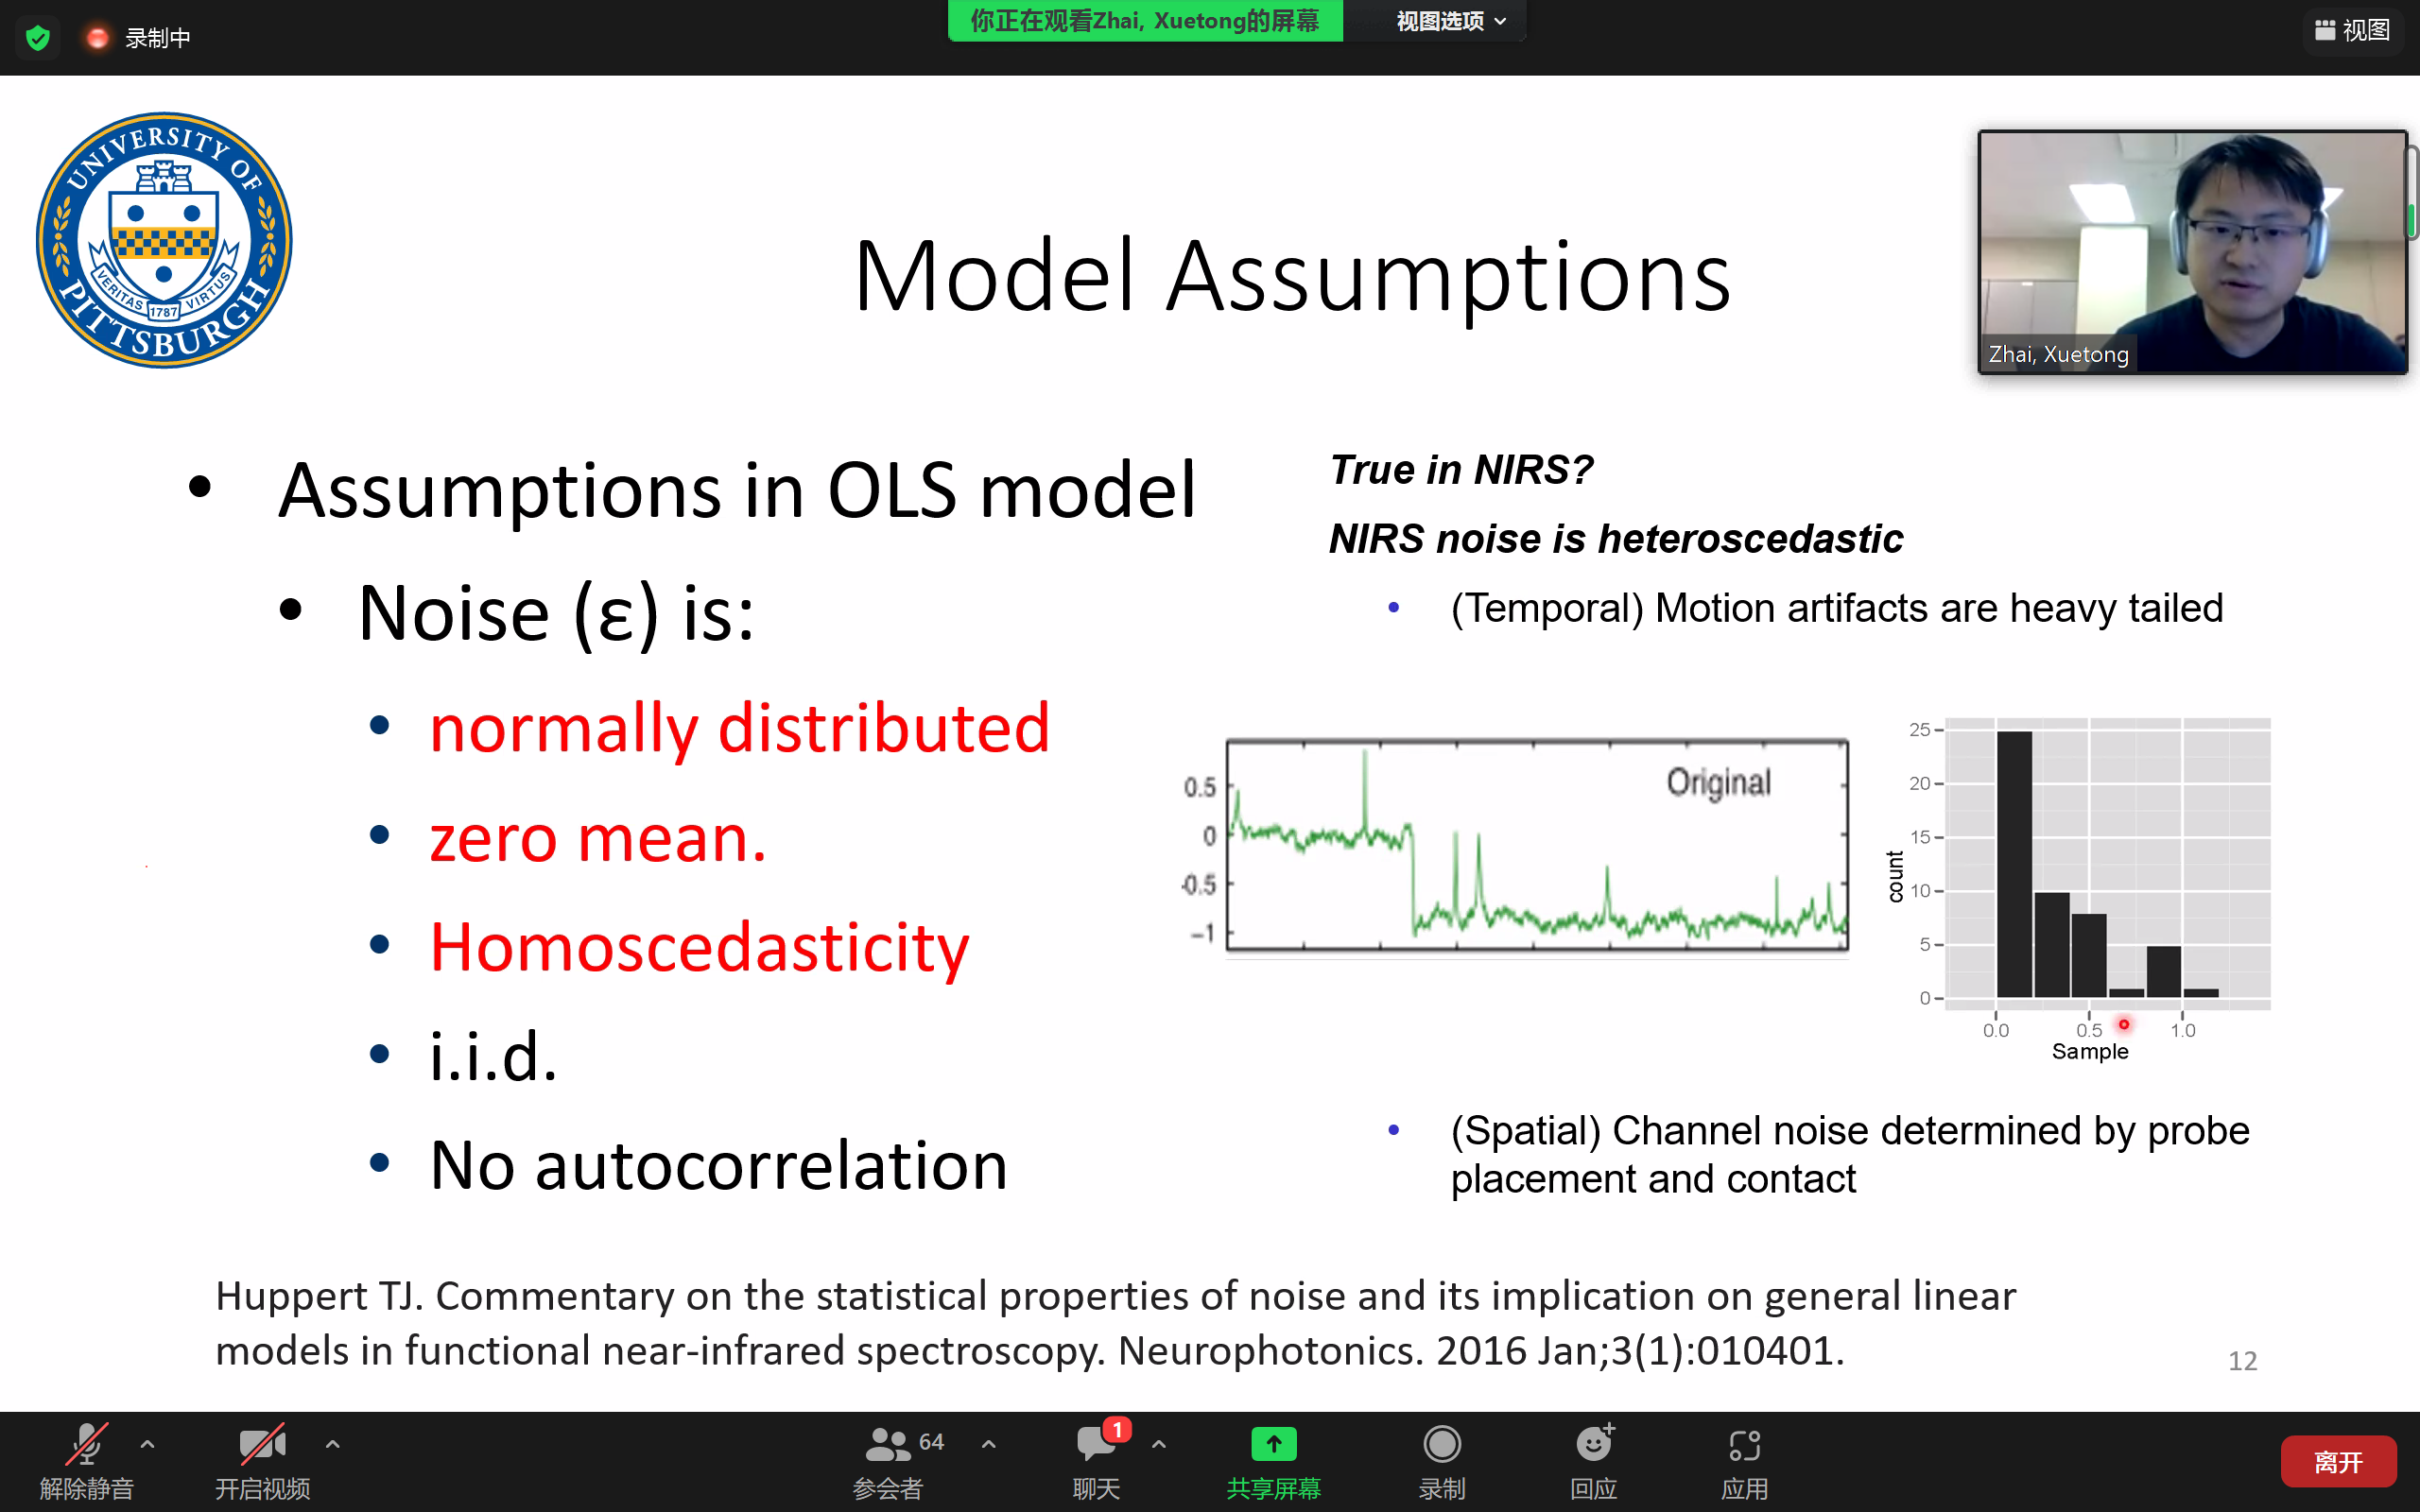 录制中
你正在观看Zhai, Xuetong的屏幕
视图选项
视图
UNIVERSITY OF
PITTSBURGH
VERITAS
VIRTUS
1787
Model Assumptions
Zhai, Xuetong
• Assumptions in OLS model
• Noise (ε) is:
• normally distributed
• zero mean.
• Homoscedasticity
• i.i.d.
• No autocorrelation
True in NIRS?
NIRS noise is heteroscedastic
• (Temporal) Motion artifacts are heavy tailed
Original
0.5
0
-0.5
−1
25
20
15
10
5
0
count
0.0 0.5 1.0
Sample
• (Spatial) Channel noise determined by probe
placement and contact
Huppert TJ. Commentary on the statistical properties of noise and its implication on general linear
models in functional near-infrared spectroscopy. Neurophotonics. 2016 Jan;3(1):010401.
12
解除静音
开启视频
64
参会者
1
聊天
共享屏幕
录制
回应
应用
离开